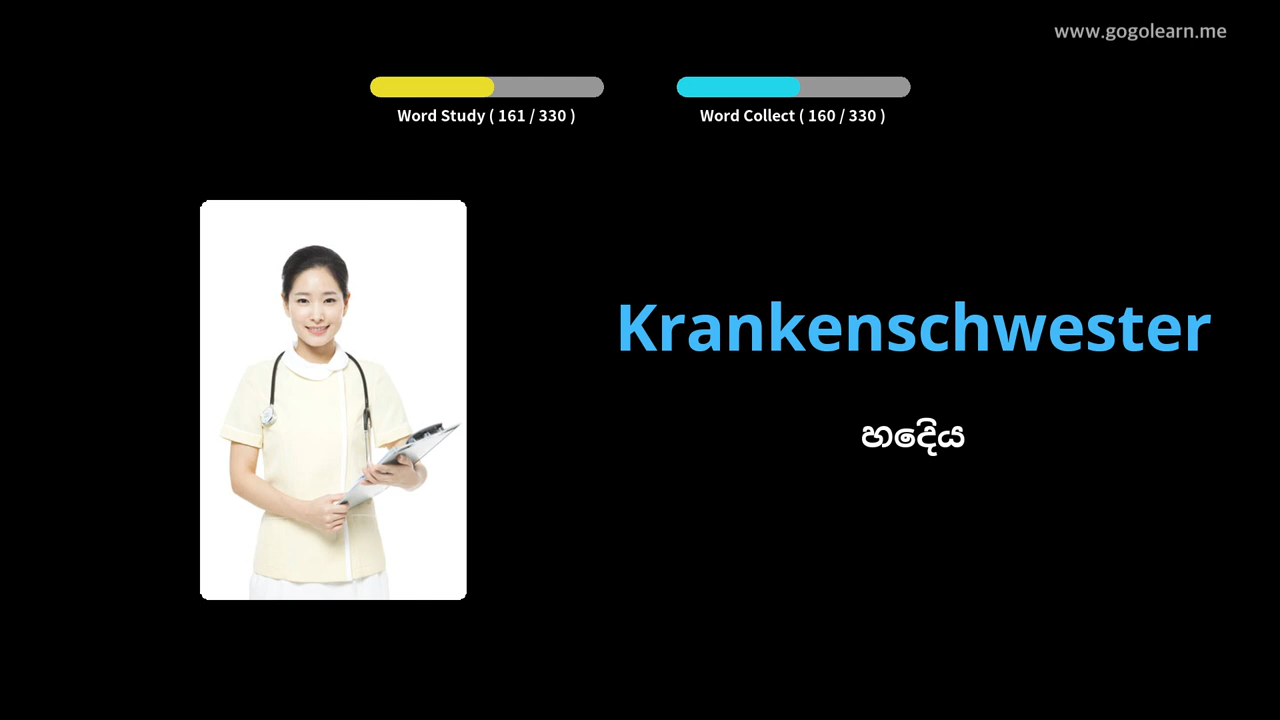 www.gogolearn.me
Word Study ( 161 / 330 )
Word Collect ( 160 / 330 )
Krankenschwester
හෙදිය